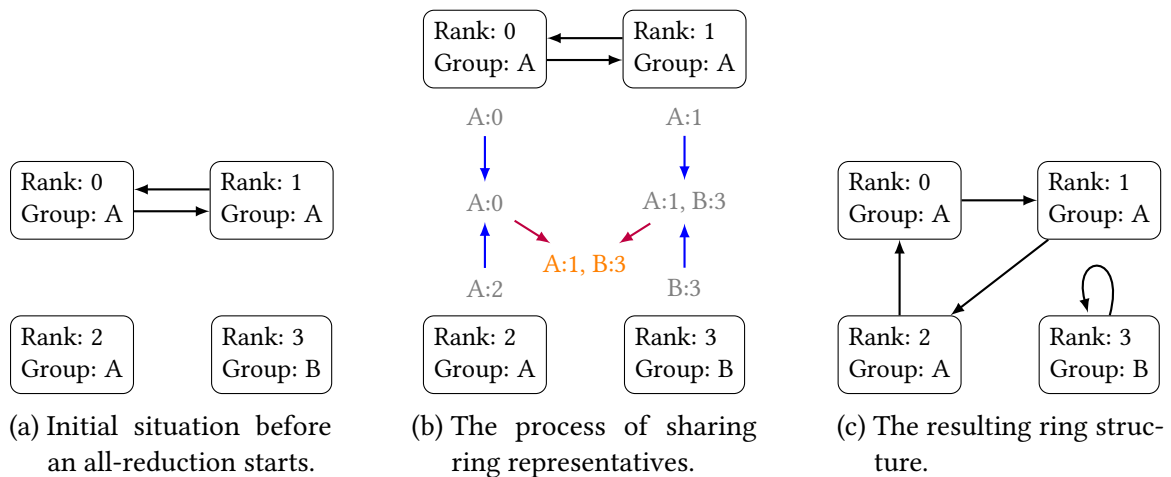 Rank: 0
Group: A
Rank: 1
Group: A
Rank: 2
Group: A
Rank: 3
Group: B
(a) Initial situation before
an all-reduction starts.
Rank: 0
Group: A
Rank: 1
Group: A
A:0
A:1
A:0
A:1, B:3
A:1, B:3
A:2
B:3
Rank: 2
Group: A
Rank: 3
Group: B
(b) The process of sharing
ring representatives.
Rank: 0
Group: A
Rank: 1
Group: A
Rank: 2
Group: A
Rank: 3
Group: B
(c) The resulting ring struc-
ture.